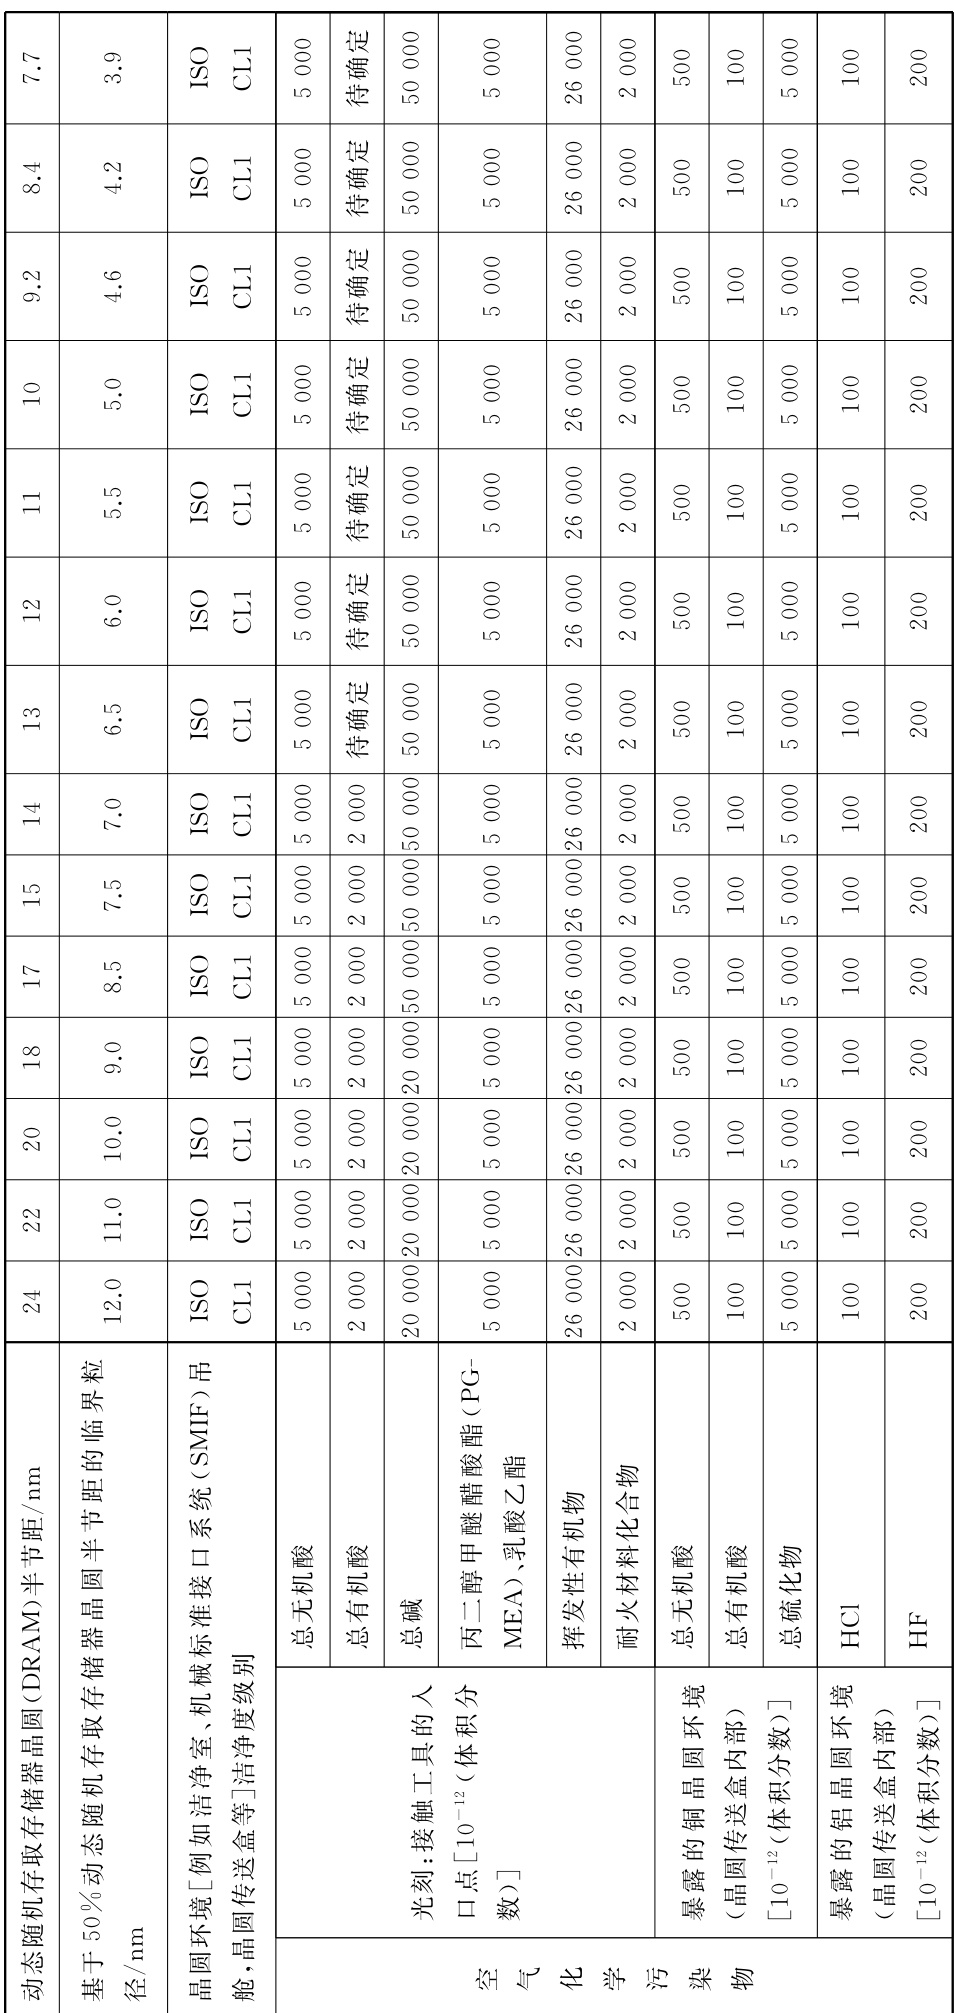 动态随机存取存储器晶圆(DRAM)半节距/nm 24 22 20 18 17 15 14 13 12 11 10 9.2 8.4 7.7
基于50%动态随机存取存储器晶圆半节距的临界粒
径/nm 12.0 11.0 10.0 9.0 8.5 7.5 7.0 6.5 6.0 5.5 5.0 4.6 4.2 3.9
晶圆环境[例如洁净室、机械标准接口系统(SMIF)吊 ISO ISO ISO ISO ISO ISO ISO ISO ISO ISO ISO ISO ISO ISO
舱,晶圆传送盒等]洁净度级别 CL1 CL1 CL1 CL1 CL1 CL1 CL1 CL1 CL1 CL1 CL1 CL1 CL1 CL1
空气化学污染物
光刻:接触工具的人
口点[10⁻¹²(体积分
数)]
总无机酸 5 000 5 000 5 000 5 000 5 000 5 000 5 000 5 000 5 000 5 000 5 000 5 000 5 000 5 000
总有机酸 2 000 2 000 2 000 2 000 2 000 2 000 2 000 待确定 待确定 待确定 待确定 待确定 待确定 待确定
总碱 20 000 20 000 20 000 20 000 50 000 50 000 50 000 50 000 50 000 50 000 50 000 50 000 50 000 50 000
丙二醇甲醚醋酸酯(PG-
MEA)、乳酸乙酯 5 000 5 000 5 000 5 000 5 000 5 000 5 000 5 000 5 000 5 000 5 000 5 000 5 000 5 000
挥发性有机物 26 000 26 000 26 000 26 000 26 000 26 000 26 000 26 000 26 000 26 000 26 000 26 000 26 000 26 000
耐火材料化合物 2 000 2 000 2 000 2 000 2 000 2 000 2 000 2 000 2 000 2 000 2 000 2 000 2 000 2 000
暴露的铜晶圆环境
(晶圆传送盒内部)
[10⁻¹²(体积分数)]
总无机酸 500 500 500 500 500 500 500 500 500 500 500 500 500 500
总有机酸 100 100 100 100 100 100 100 100 100 100 100 100 100 100
总硫化物 5 000 5 000 5 000 5 000 5 000 5 000 5 000 5 000 5 000 5 000 5 000 5 000 5 000 5 000
暴露的铝晶圆环境
(晶圆传送盒内部)
[10⁻¹²(体积分数)]
HCl 100 100 100 100 100 100 100 100 100 100 100 100 100 100
HF 200 200 200 200 200 200 200 200 200 200 200 200 200 200